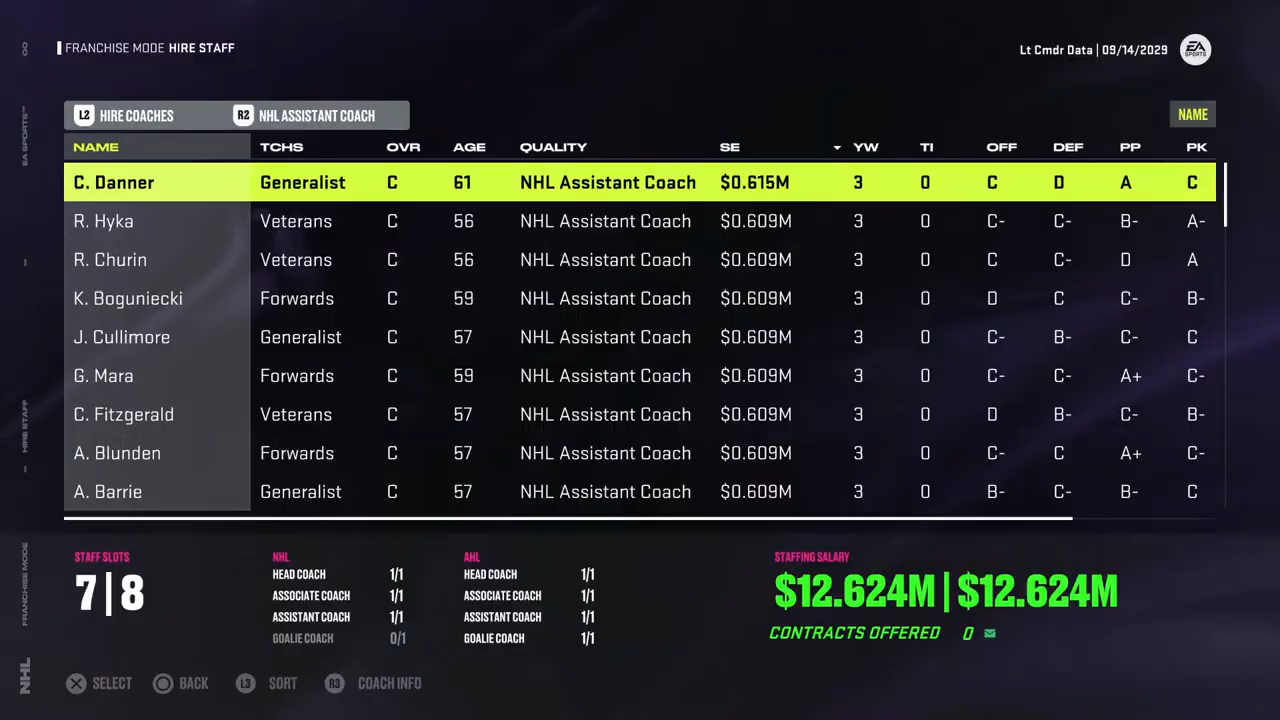 FRANCHISE MODE HIRE STAFF
Lt Cmdr Data | 09/14/2029
EA SPORTS
L2 HIRE COACHES R2 NHL ASSISTANT COACH
NAME
NAME TCHS OVR AGE QUALITY SE YW TI OFF DEF PP PK
C. Danner Generalist C 61 NHL Assistant Coach $0.615M 3 0 C D A C
R. Hyka Veterans C 56 NHL Assistant Coach $0.609M 3 0 C- C- B- A-
R. Churin Veterans C 56 NHL Assistant Coach $0.609M 3 0 C C- D A
K. Boguniecki Forwards C 59 NHL Assistant Coach $0.609M 3 0 D C C- B-
J. Cullimore Generalist C 57 NHL Assistant Coach $0.609M 3 0 C- B- C- C
G. Mara Forwards C 59 NHL Assistant Coach $0.609M 3 0 C- C- A+ C-
C. Fitzgerald Veterans C 57 NHL Assistant Coach $0.609M 3 0 D B- C- B-
A. Blunden Forwards C 57 NHL Assistant Coach $0.609M 3 0 C- C A+ C-
A. Barrie Generalist C 57 NHL Assistant Coach $0.609M 3 0 B- C- B- C
STAFF SLOTS
7|8
NHL
HEAD COACH 1/1
ASSOCIATE COACH 1/1
ASSISTANT COACH 1/1
GOALIE COACH 0/1
AHL
HEAD COACH 1/1
ASSOCIATE COACH 1/1
ASSISTANT COACH 1/1
GOALIE COACH 1/1
STAFFING SALARY
$12.624M | $12.624M
CONTRACTS OFFERED 0
SELECT BACK L3 SORT R3 COACH INFO
EA SPORTS™
HIRE STAFF
FRANCHISE MODE
NHL